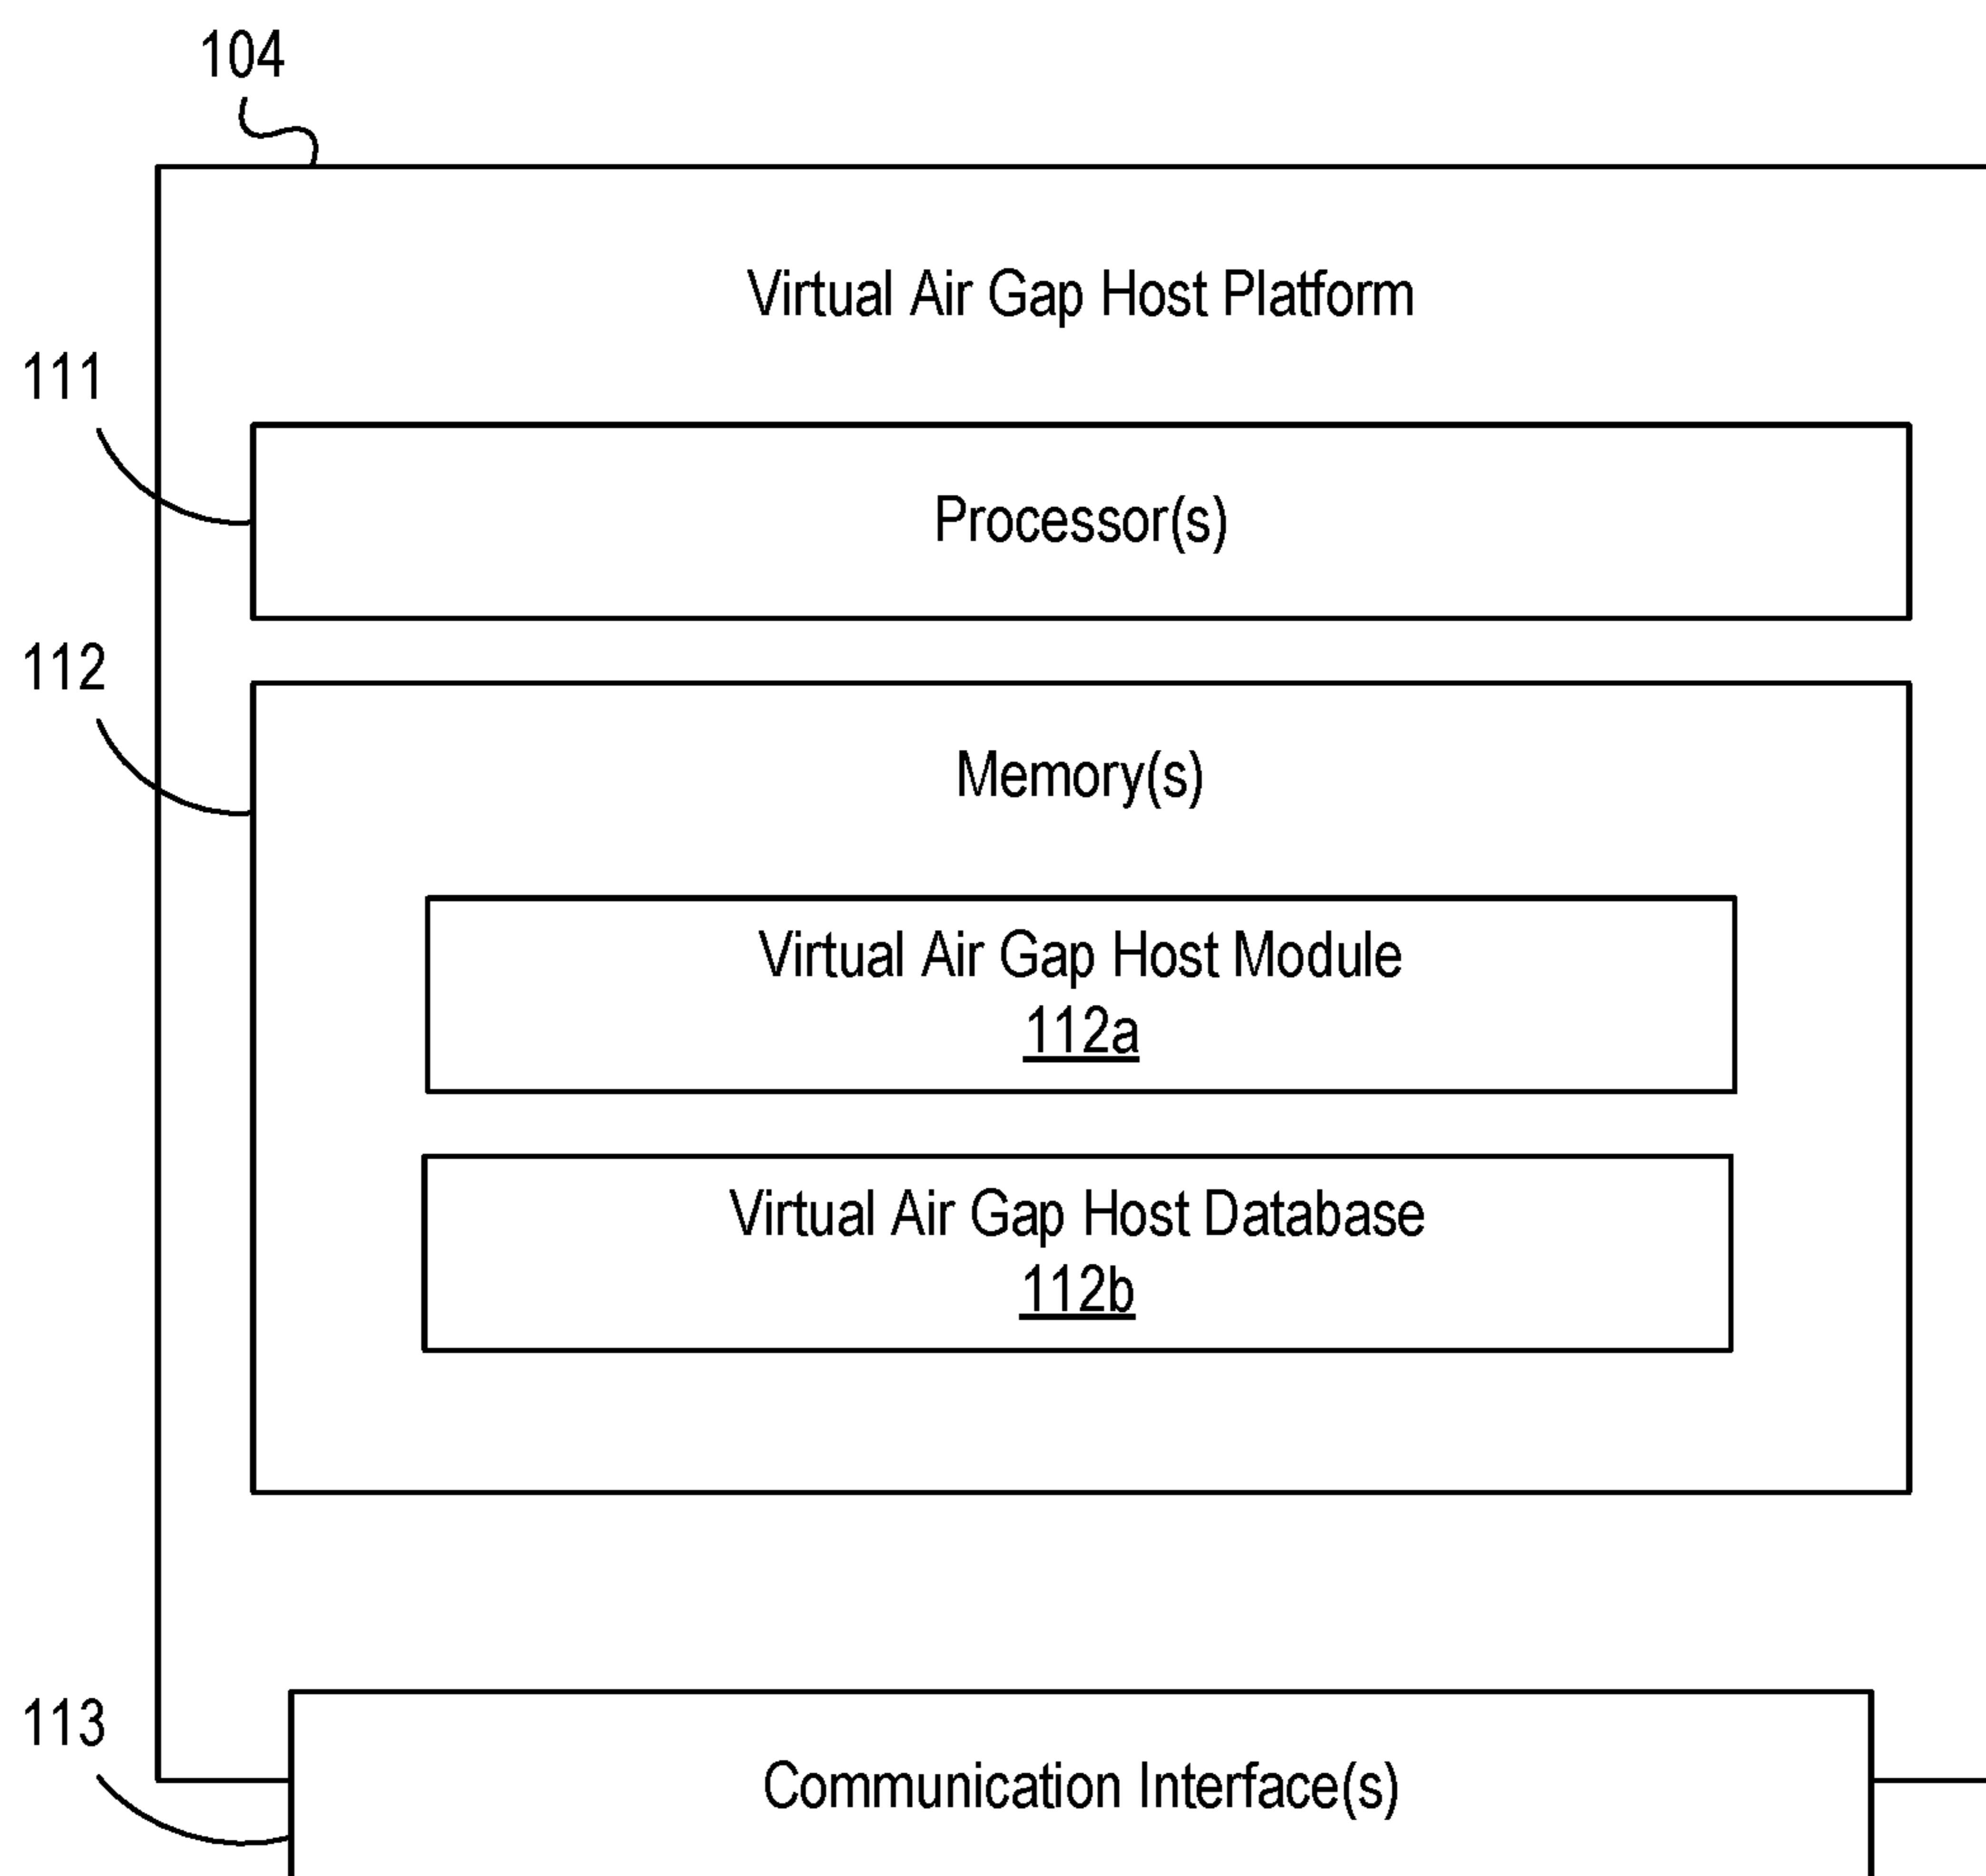 104
Virtual Air Gap Host Platform
111
Processor(s)
112
Memory(s)
Virtual Air Gap Host Module
112a
Virtual Air Gap Host Database
112b
113
Communication Interface(s)